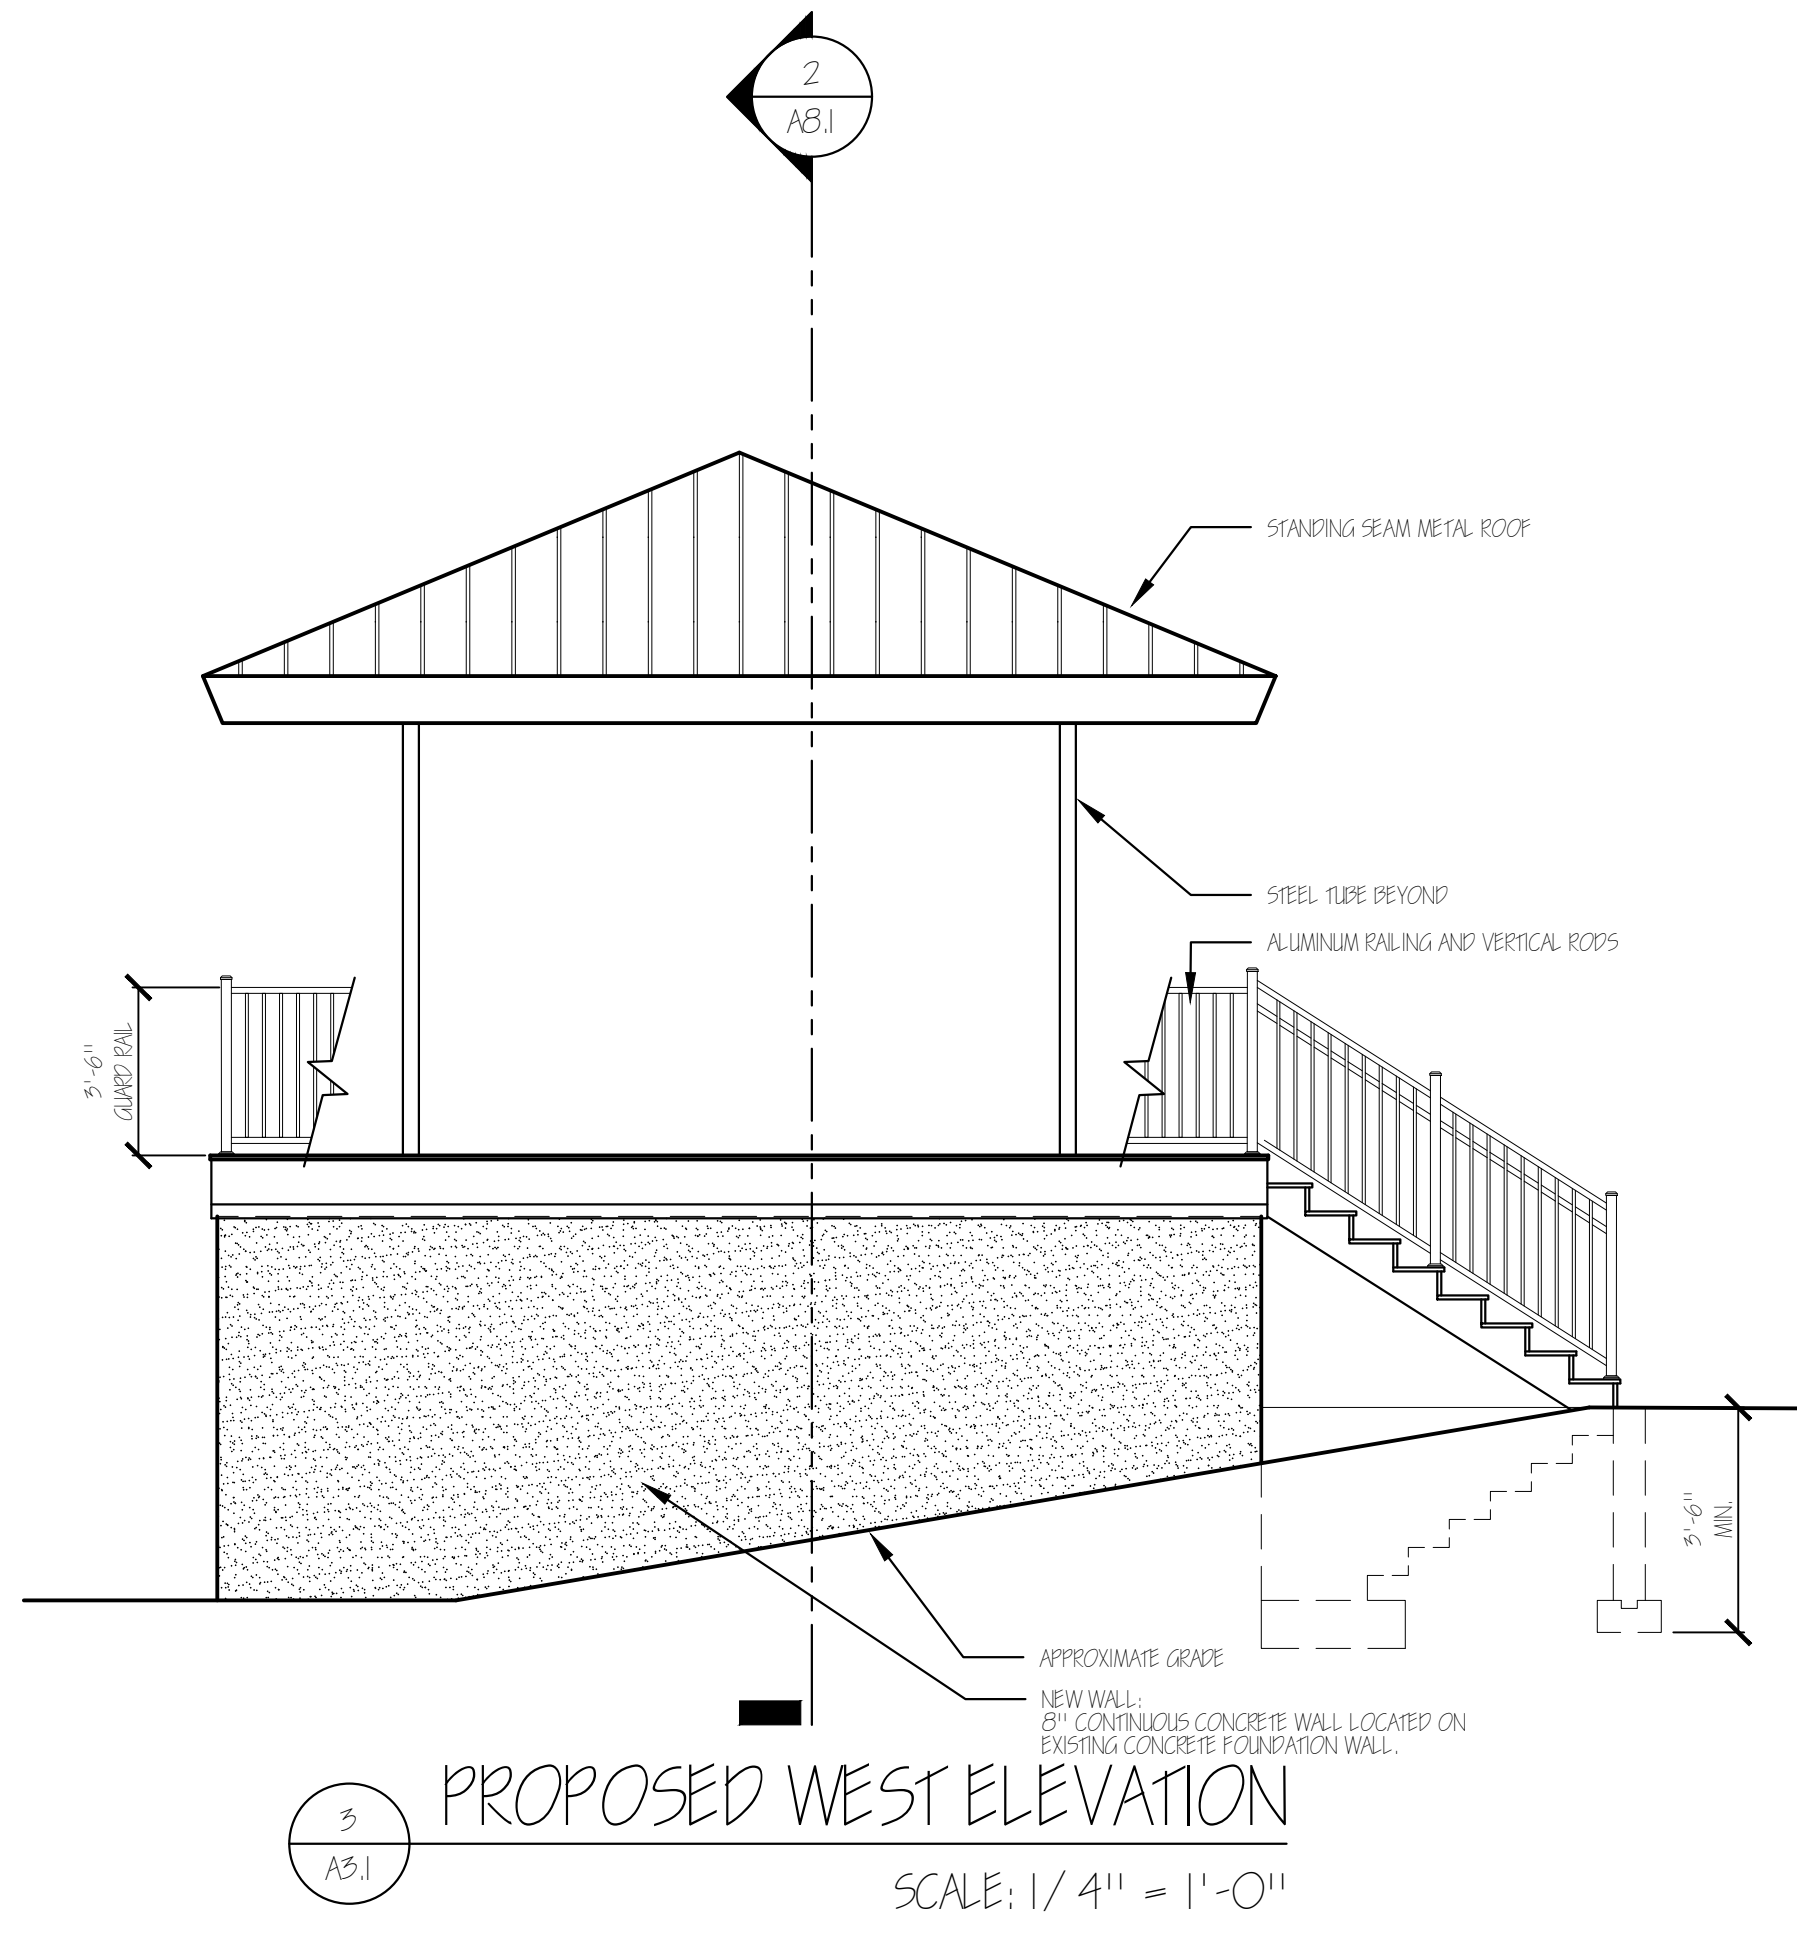 2
A8.1
STANDING SEAM METAL ROOF
STEEL TUBE BEYOND
ALUMINUM RAILING AND VERTICAL RODS
3'-6"
GUARD RAIL
3'-6"
MIN.
APPROXIMATE GRADE
NEW WALL:
8" CONTINUOUS CONCRETE WALL LOCATED ON
EXISTING CONCRETE FOUNDATION WALL.
PROPOSED WEST ELEVATION
3
A3.1
SCALE: 1/4" = 1'-0"